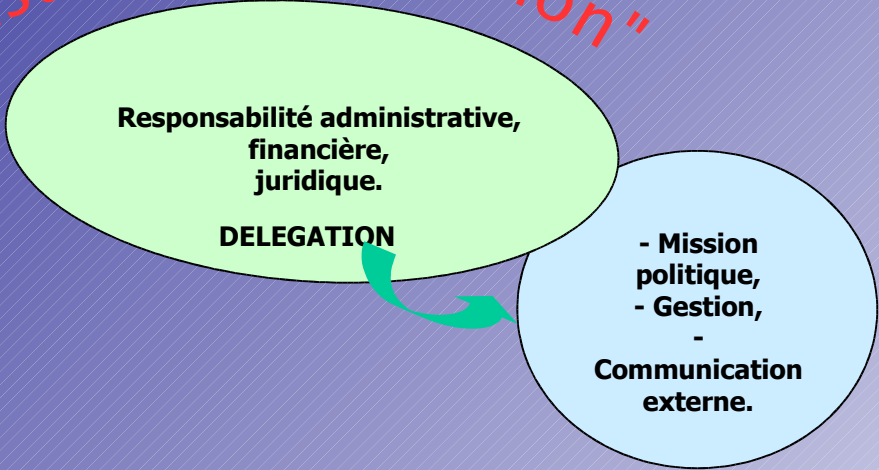 Responsabilité administrative,
financière,
juridique.
DELEGATION
- Mission
politique,
- Gestion,
-
Communication
externe.